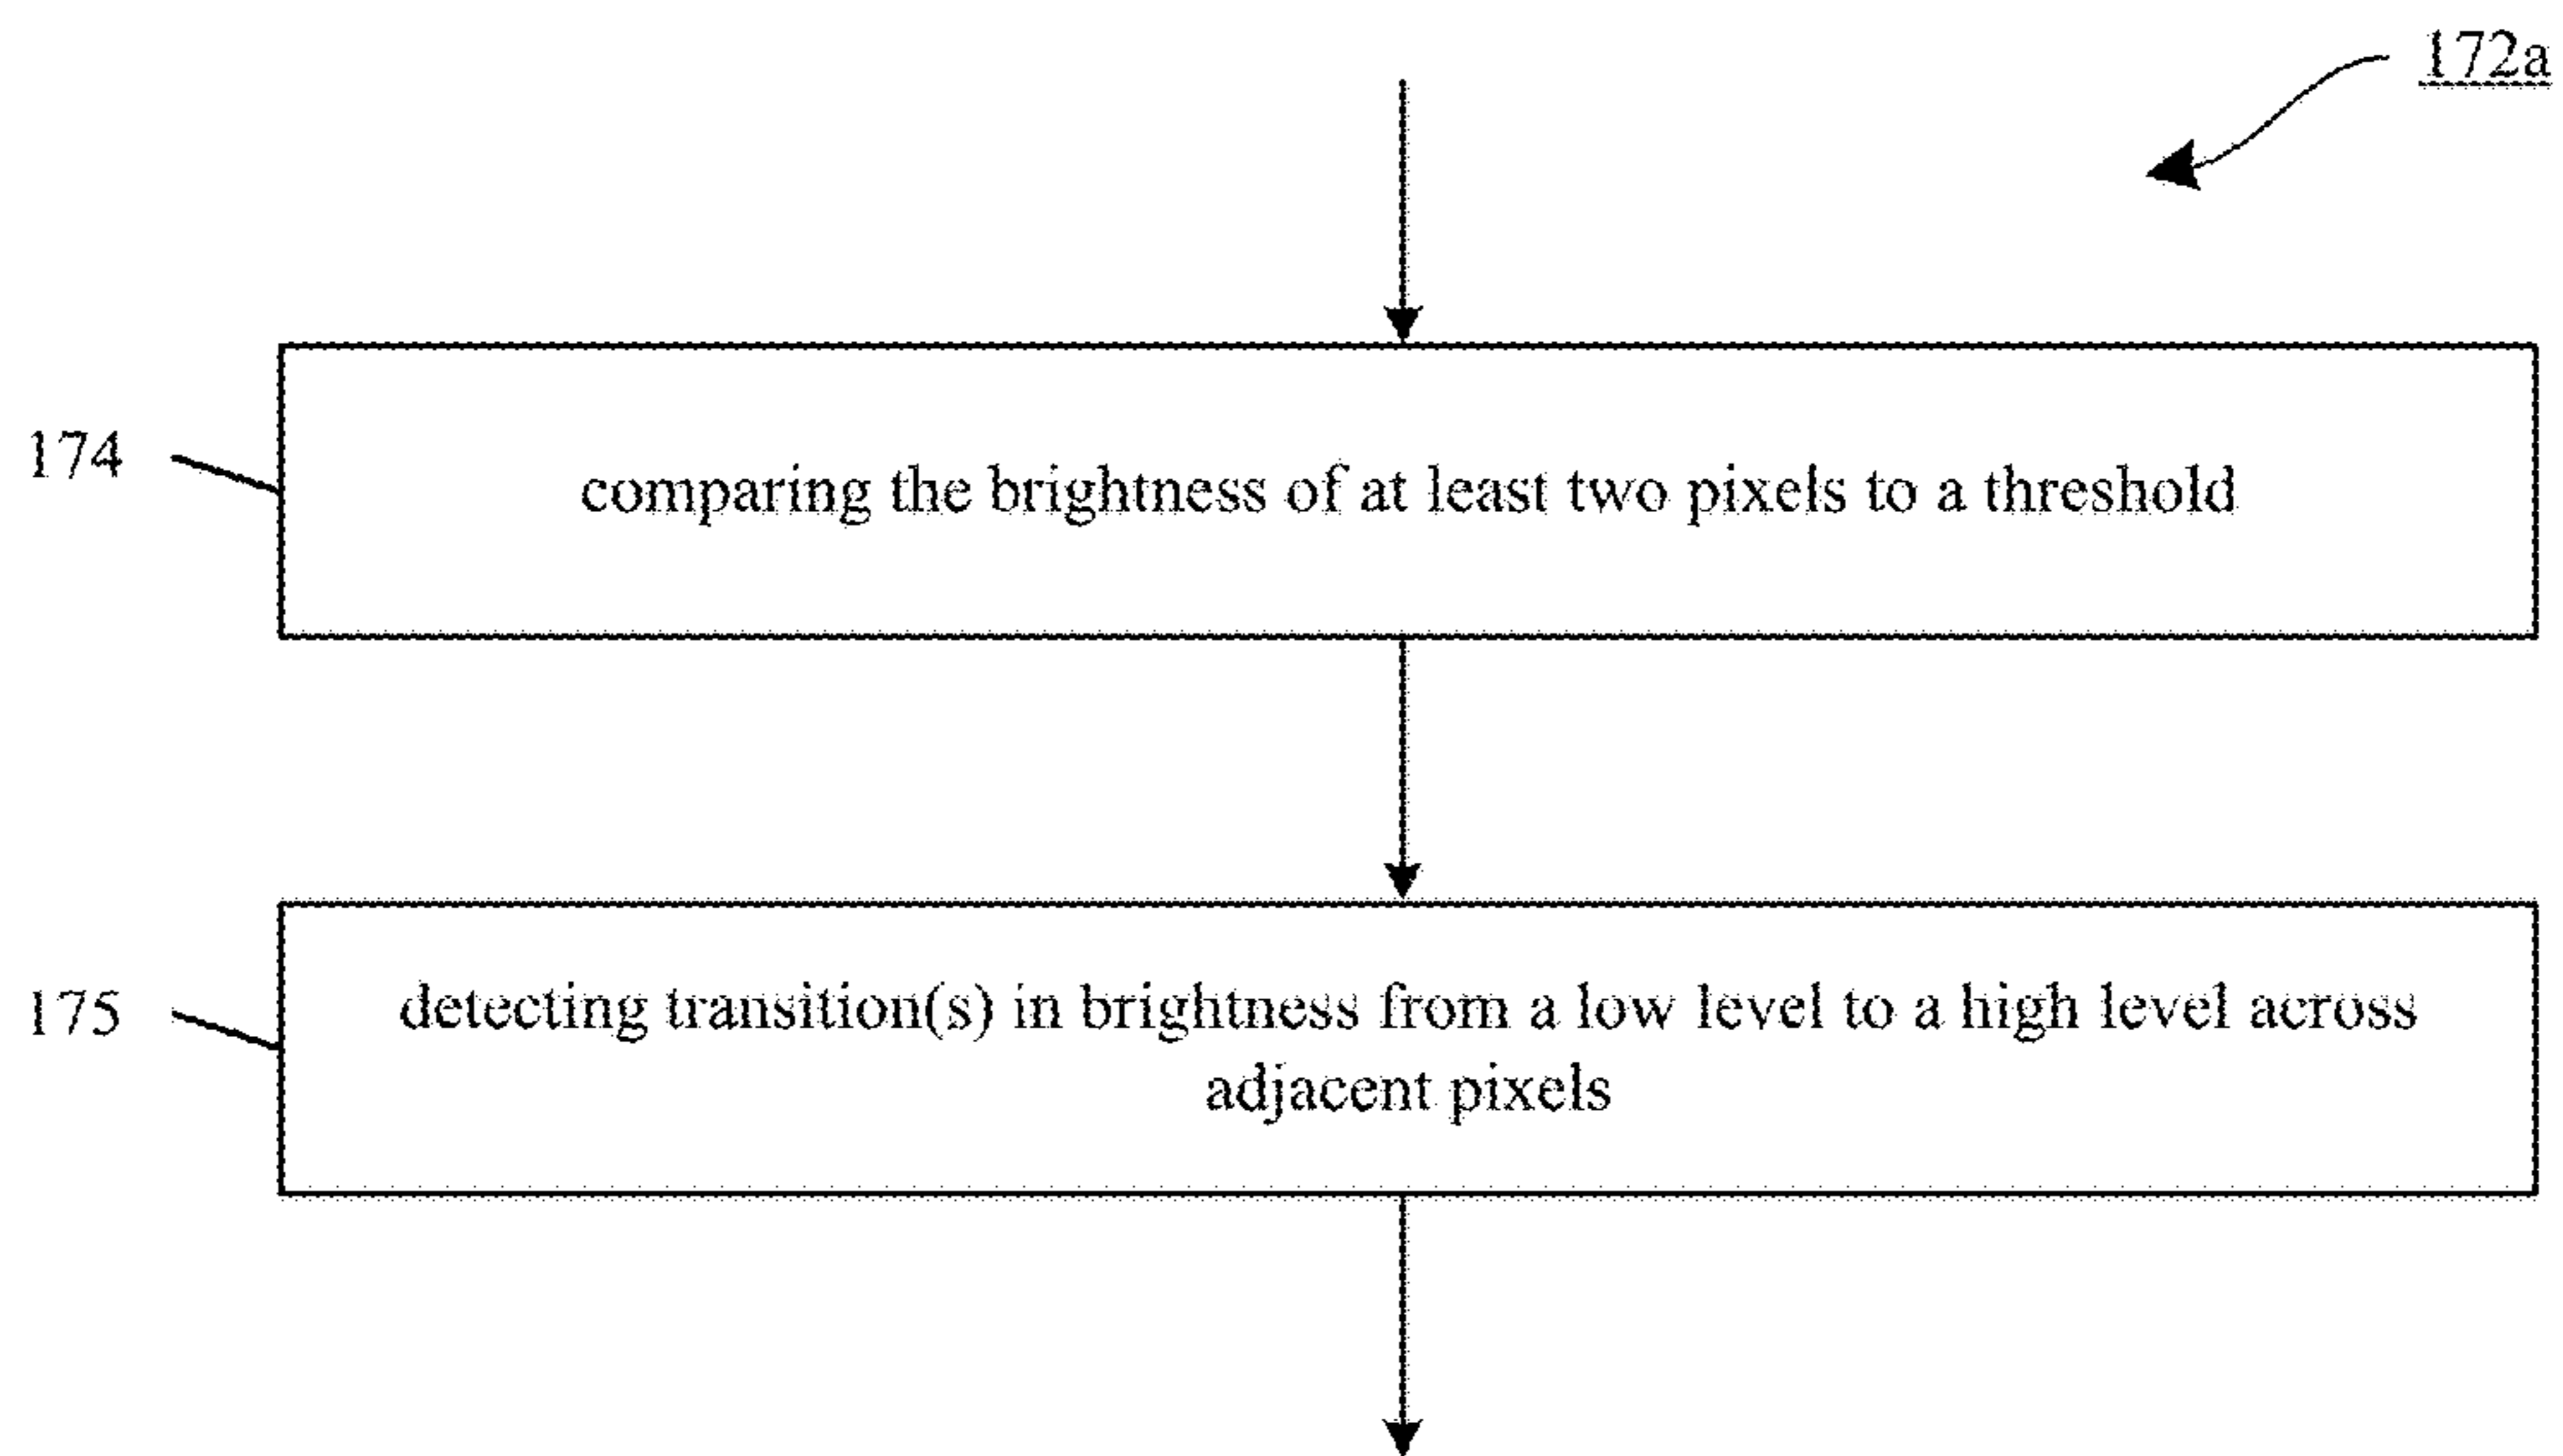 172a
174
comparing the brightness of at least two pixels to a threshold
175
detecting transition(s) in brightness from a low level to a high level across
adjacent pixels